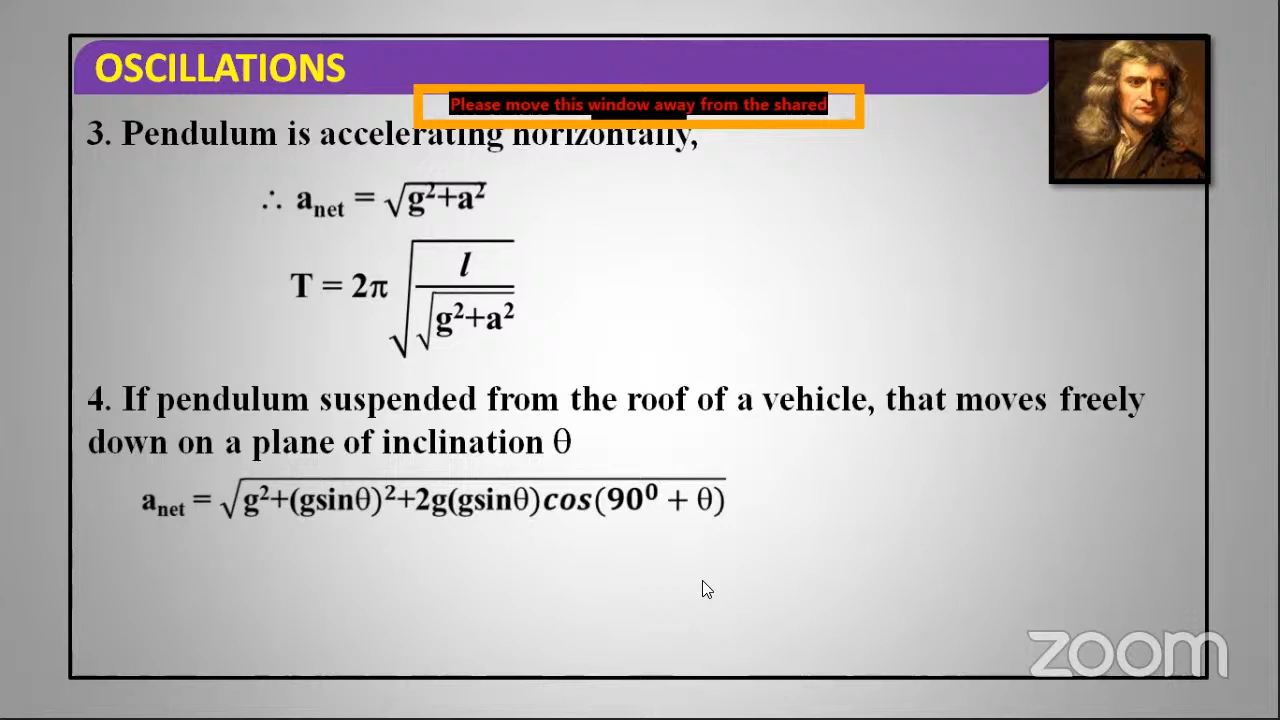 OSCILLATIONS
Please move this window away from the shared
3. Pendulum is accelerating horizontally,
∴ a_net = √(g²+a²)
T = 2π √(l / √(g²+a²))
4. If pendulum suspended from the roof of a vehicle, that moves freely
down on a plane of inclination θ
a_net = √(g²+(gsinθ)²+2g(gsinθ)cos(90⁰ + θ))
zoom